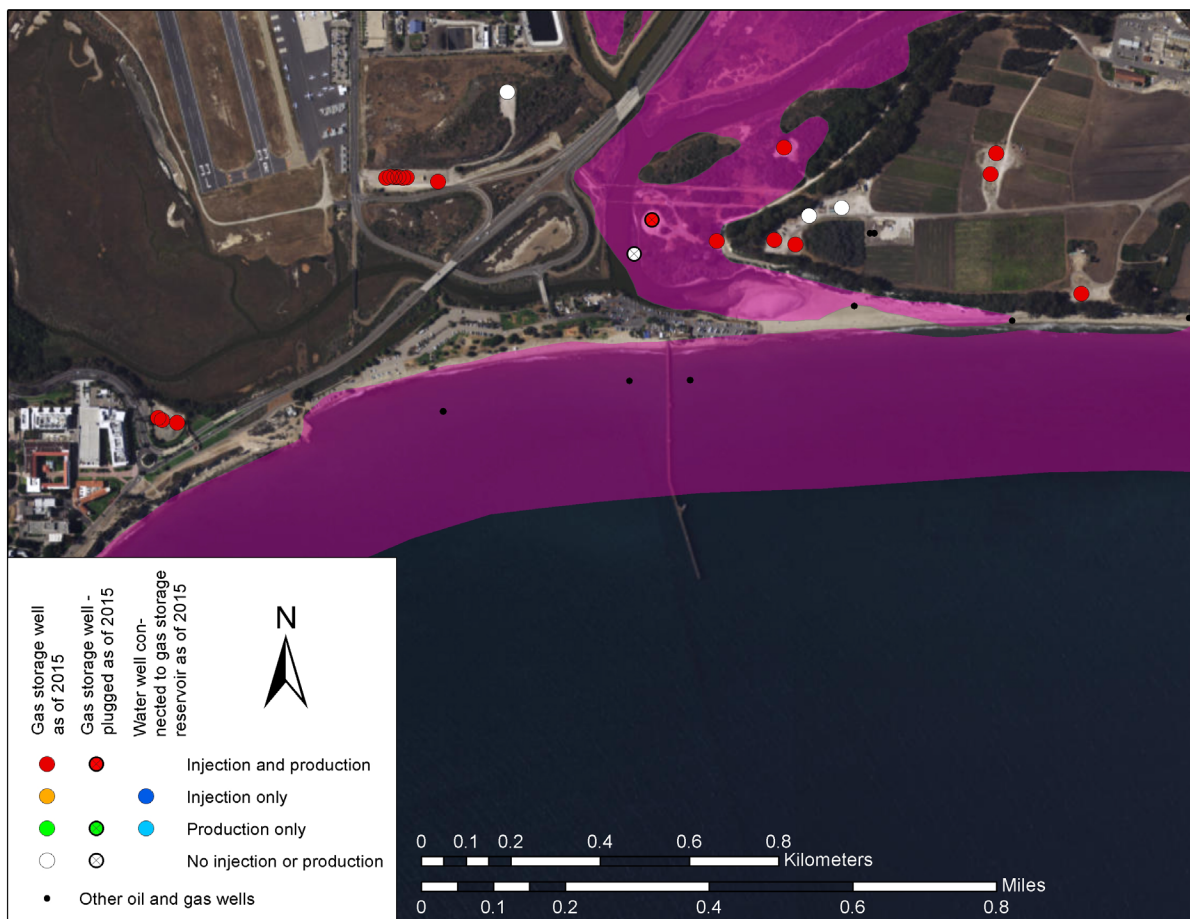 Gas storage well
as of 2015
Gas storage well -
plugged as of 2015
Water well con-
nected to gas storage
reservoir as of 2015
N
Injection and production
Injection only
Production only
No injection or production
Other oil and gas wells
0 0.1 0.2 0.4 0.6 0.8
Kilometers
Miles
0 0.1 0.2 0.4 0.6 0.8